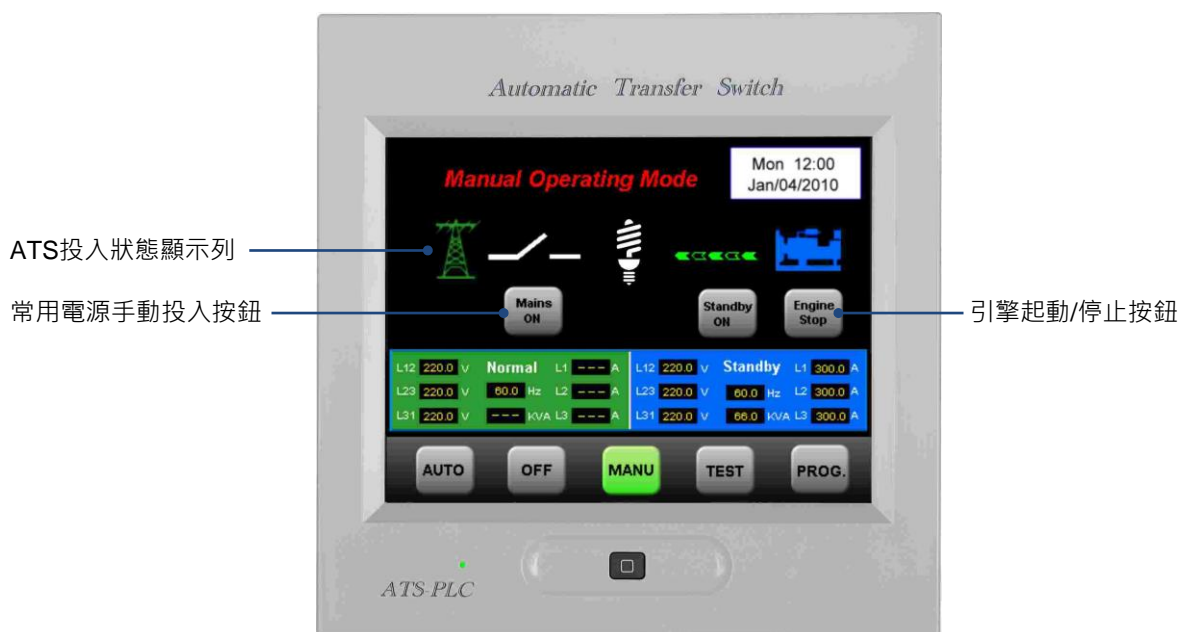 Automatic Transfer Switch
Manual Operating Mode
Mon 12:00
Jan/04/2010
ATS投入狀態顯示列
常用電源手動投入按鈕
Mains
ON
Standby
ON
Engine
Stop
引擎起動/停止按鈕
L12 220.0 V Normal L1 --- A L12 220.0 V Standby L1 300.0 A
L23 220.0 V 60.0 Hz L2 --- A L23 220.0 V 60.0 Hz L2 300.0 A
L31 220.0 V --- KVA L3 --- A L31 220.0 V 66.0 KVA L3 300.0 A
AUTO OFF MANU TEST PROG.
ATS-PLC